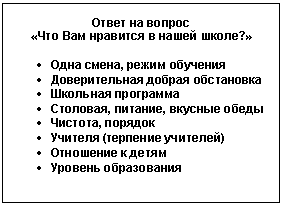 Ответ на вопрос
«Что Вам нравится в нашей школе?»
• Одна смена, режим обучения
• Доверительная добрая обстановка
• Школьная программа
• Столовая, питание, вкусные обеды
• Чистота, порядок
• Учителя (терпение учителей)
• Отношение к детям
• Уровень образования